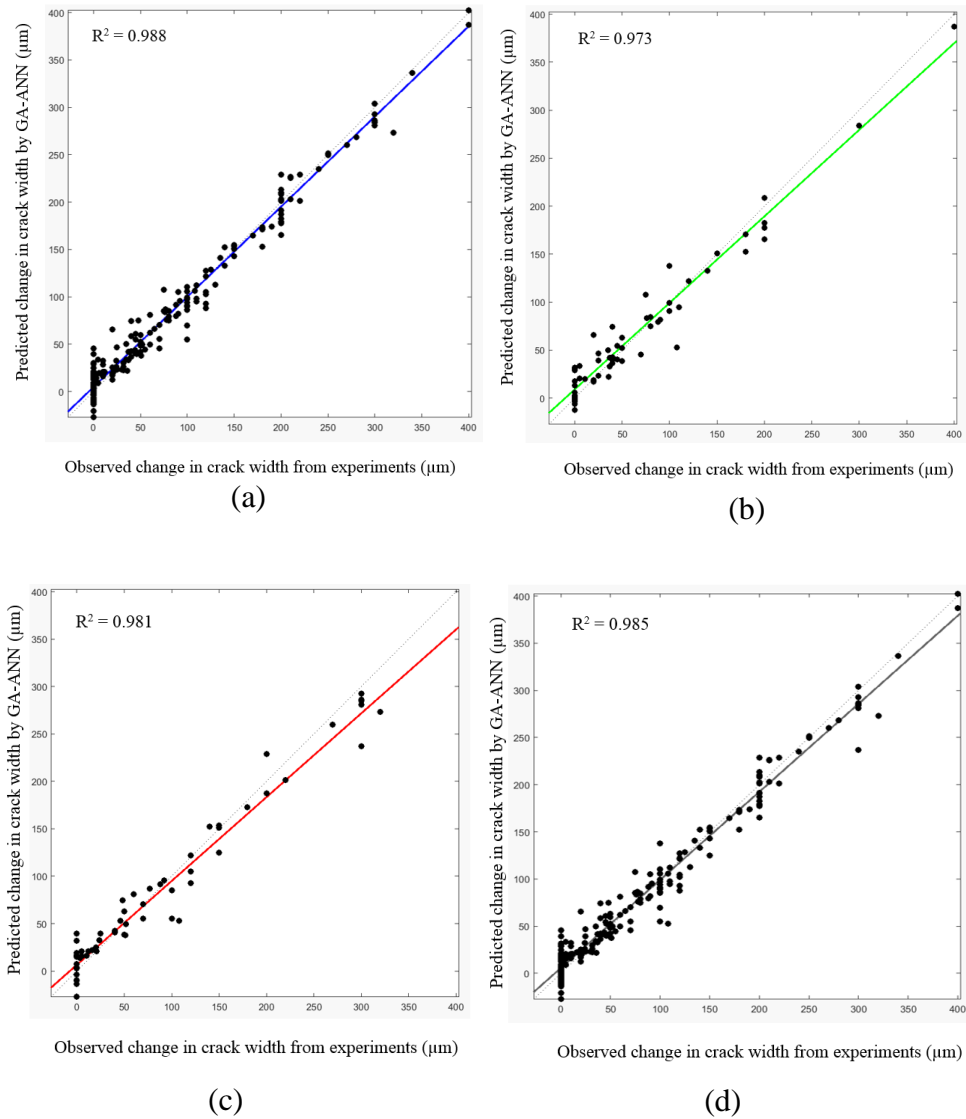 R² = 0.988
Predicted change in crack width by GA-ANN (μm)
400
350
300
250
200
150
100
50
0
0 50 100 150 200 250 300 350 400
Observed change in crack width from experiments (μm)
(a)
R² = 0.973
Predicted change in crack width by GA-ANN (μm)
400
350
300
250
200
150
100
50
0
0 50 100 150 200 250 300 350 400
Observed change in crack width from experiments (μm)
(b)
R² = 0.981
Predicted change in crack width by GA-ANN (μm)
400
350
300
250
200
150
100
50
0
0 50 100 150 200 250 300 350 400
Observed change in crack width from experiments (μm)
(c)
R² = 0.985
Predicted change in crack width by GA-ANN (μm)
400
350
300
250
200
150
100
50
0
0 50 100 150 200 250 300 350 400
Observed change in crack width from experiments (μm)
(d)